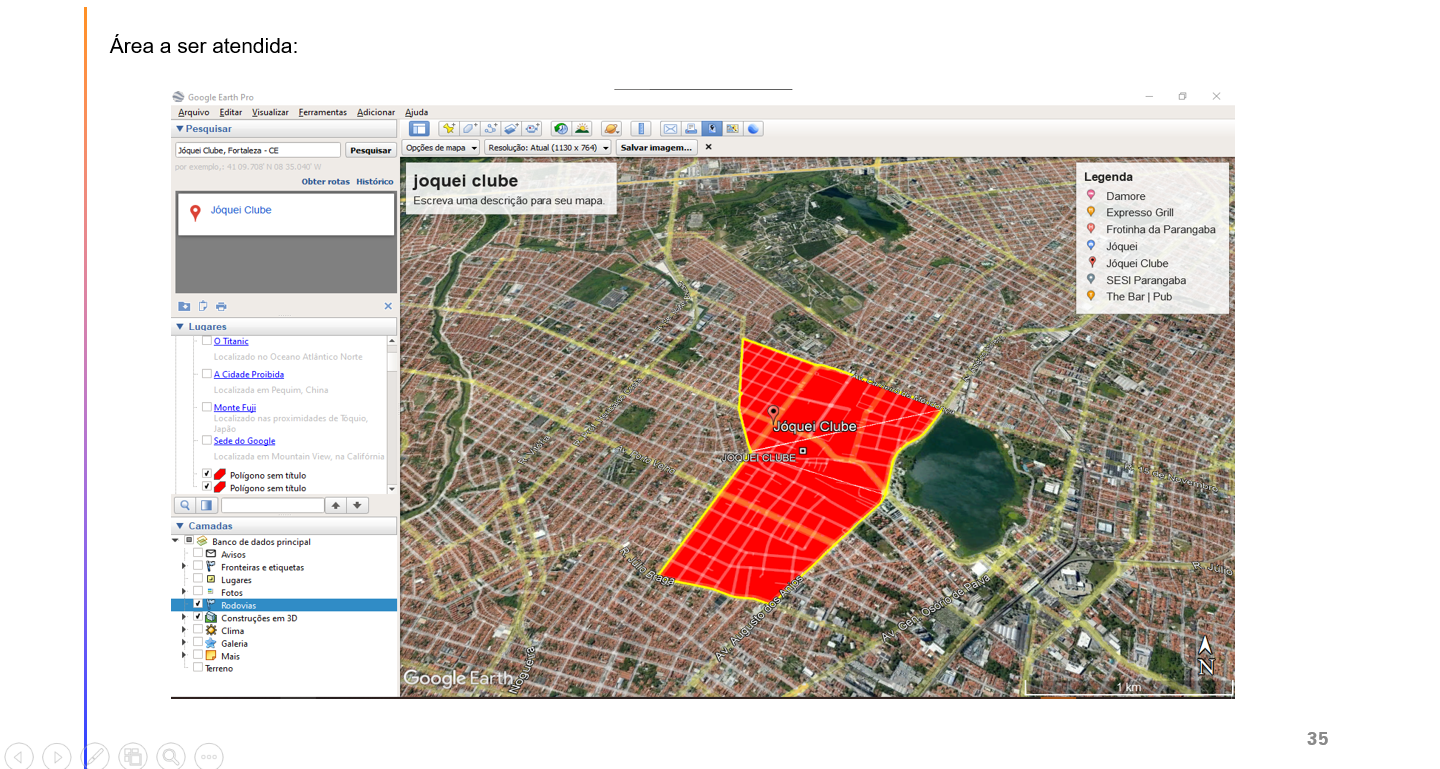 Área a ser atendida:
Google Earth Pro
Arquivo Editar Visualizar Ferramentas Adicionar Ajuda
Pesquisar
Jóquei Clube, Fortaleza - CE
Pesquisar
por exemplo,: 41 09.708' N 08 35.040' W
Obter rotas Histórico
Jóquei Clube
Lugares
O Titanic
Localizado no Oceano Atlântico Norte
A Cidade Proibida
Localizada em Pequim, China
Monte Fuji
Localizado nas proximidades de Tóquio,
Japão
Sede do Google
Localizada em Mountain View, na Califórnia
Polígono sem título
Polígono sem título
Camadas
Banco de dados principal
Avisos
Fronteiras e etiquetas
Lugares
Fotos
Rodovias
Construções em 3D
Clima
Galeria
Mais
Terreno
Opções de mapa
Resolução: Atual (1130 x 764)
Salvar imagem...
joquei clube
Escreva uma descrição para seu mapa.
Legenda
Damore
Expresso Grill
Frotinha da Parangaba
Jóquei
Jóquei Clube
SESI Parangaba
The Bar | Pub
Jóquei Clube
JOQUEI CLUBE
R. 15 de Novembro
R. Júlio Braga
Av. Augusto dos Anjos
Av. Gen. Osório de Paiva
R. Júlio
Nogueira
Google Earth
N
1 km
35